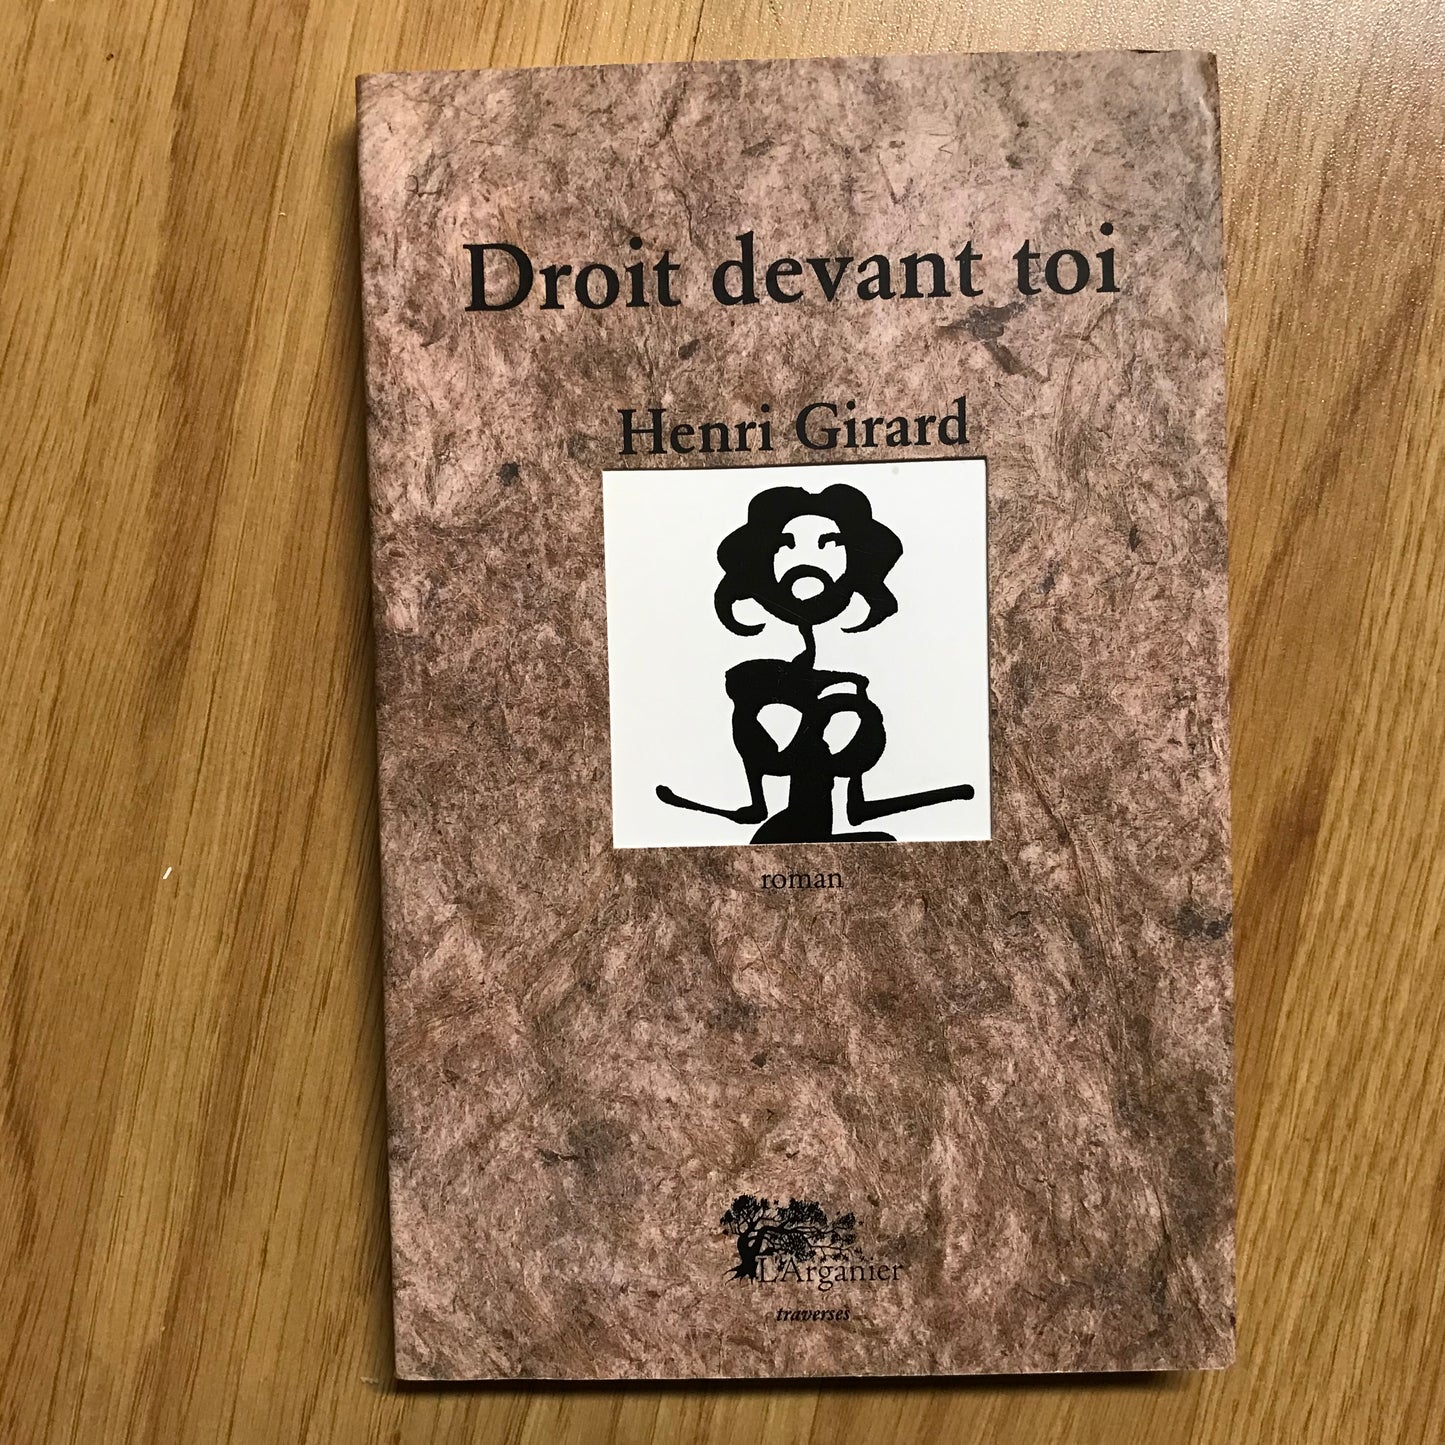 Droit devant toi
Henri Girard
roman
L'Arganier
traverses